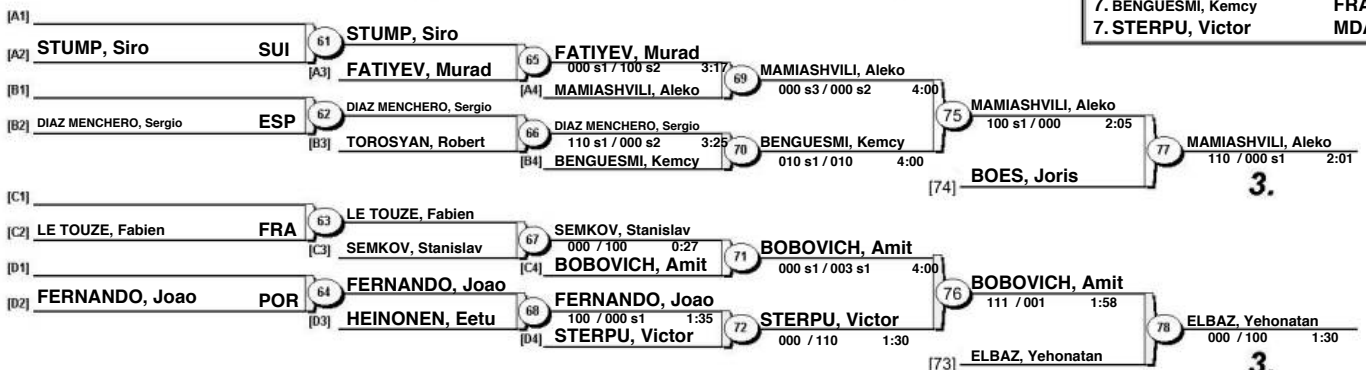 7. BENGUESMI, Kemcy FRA
7. STERPU, Victor MDA
[A1]
[A2] STUMP, Siro SUI
61 STUMP, Siro
[A3] FATIYEV, Murad
65 FATIYEV, Murad
000 s1 / 100 s2 3:17
[A4] MAMIASHVILI, Aleko
69 MAMIASHVILI, Aleko
000 s3 / 000 s2 4:00
[B1]
[B2] DIAZ MENCHERO, Sergio ESP
62 DIAZ MENCHERO, Sergio
[B3] TOROSYAN, Robert
66 DIAZ MENCHERO, Sergio
110 s1 / 000 s2 3:25
[B4] BENGUESMI, Kemcy
70 BENGUESMI, Kemcy
010 s1 / 010 4:00
75 MAMIASHVILI, Aleko
100 s1 / 000 2:05
[74] BOES, Joris
77 MAMIASHVILI, Aleko
110 / 000 s1 2:01
3.
[C1]
[C2] LE TOUZE, Fabien FRA
63 LE TOUZE, Fabien
[C3] SEMKOV, Stanislav
67 SEMKOV, Stanislav
000 / 100 0:27
[C4] BOBOVICH, Amit
71 BOBOVICH, Amit
000 s1 / 003 s1 4:00
[D1]
[D2] FERNANDO, Joao POR
64 FERNANDO, Joao
[D3] HEINONEN, Eetu
68 FERNANDO, Joao
100 / 000 s1 1:35
[D4] STERPU, Victor
72 STERPU, Victor
000 / 110 1:30
76 BOBOVICH, Amit
111 / 001 1:58
[73] ELBAZ, Yehonatan
78 ELBAZ, Yehonatan
000 / 100 1:30
3.